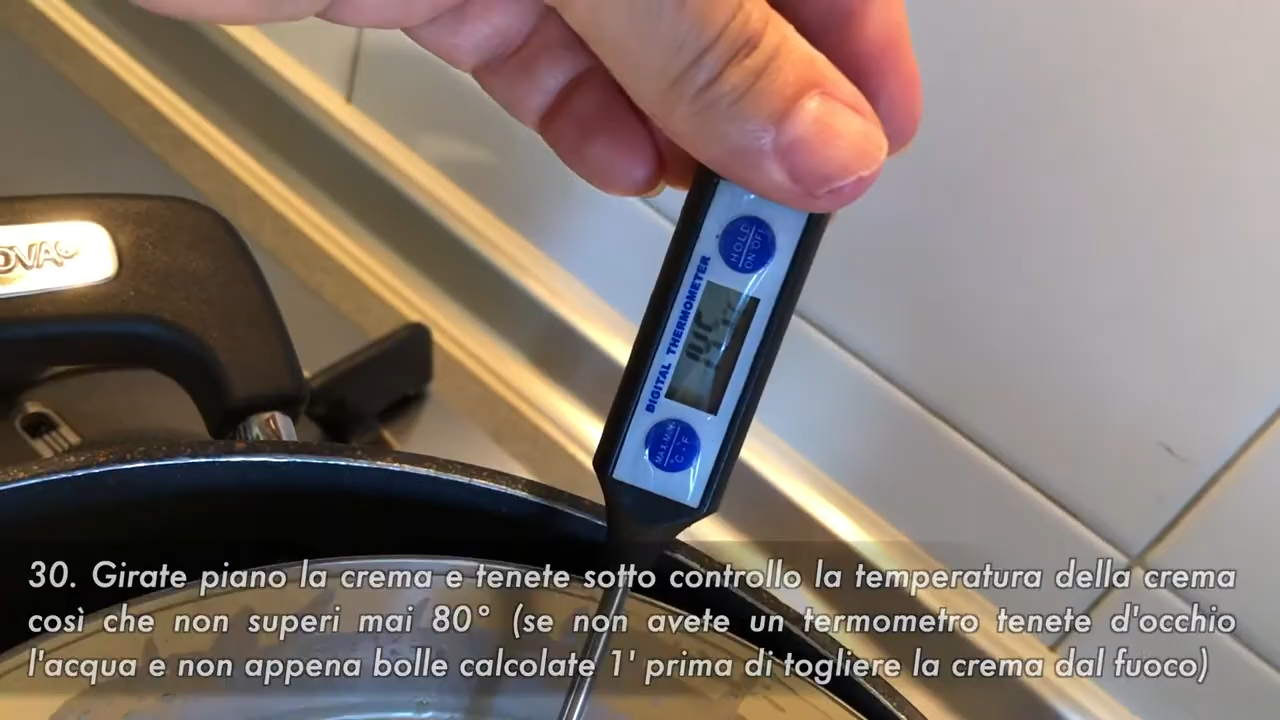 HOLD
ON OFF
DIGITAL THERMOMETER
MAX.MIN
°C - °F
30. Girate piano la crema e tenete sotto controllo la temperatura della crema
così che non superi mai 80° (se non avete un termometro tenete d'occhio
l'acqua e non appena bolle calcolate 1' prima di togliere la crema dal fuoco)